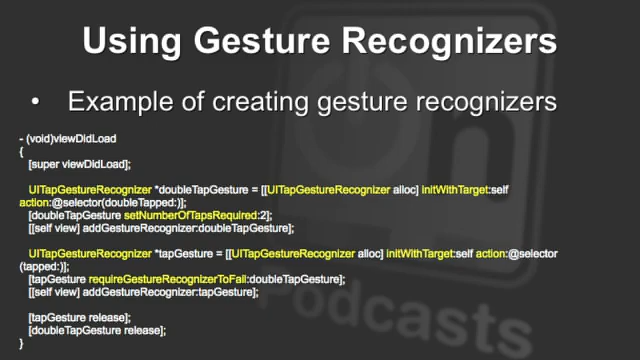 Using Gesture Recognizers
• Example of creating gesture recognizers
- (void)viewDidLoad
{
[super viewDidLoad];
UITapGestureRecognizer *doubleTapGesture = [[UITapGestureRecognizer alloc] initWithTarget:self
action:@selector(doubleTapped:)];
[doubleTapGesture setNumberOfTapsRequired:2];
[[self view] addGestureRecognizer:doubleTapGesture];
UITapGestureRecognizer *tapGesture = [[UITapGestureRecognizer alloc] initWithTarget:self action:@selector
(tapped:)];
[tapGesture requireGestureRecognizerToFail:doubleTapGesture];
[[self view] addGestureRecognizer:tapGesture];
[tapGesture release];
[doubleTapGesture release];
}
Podcasts